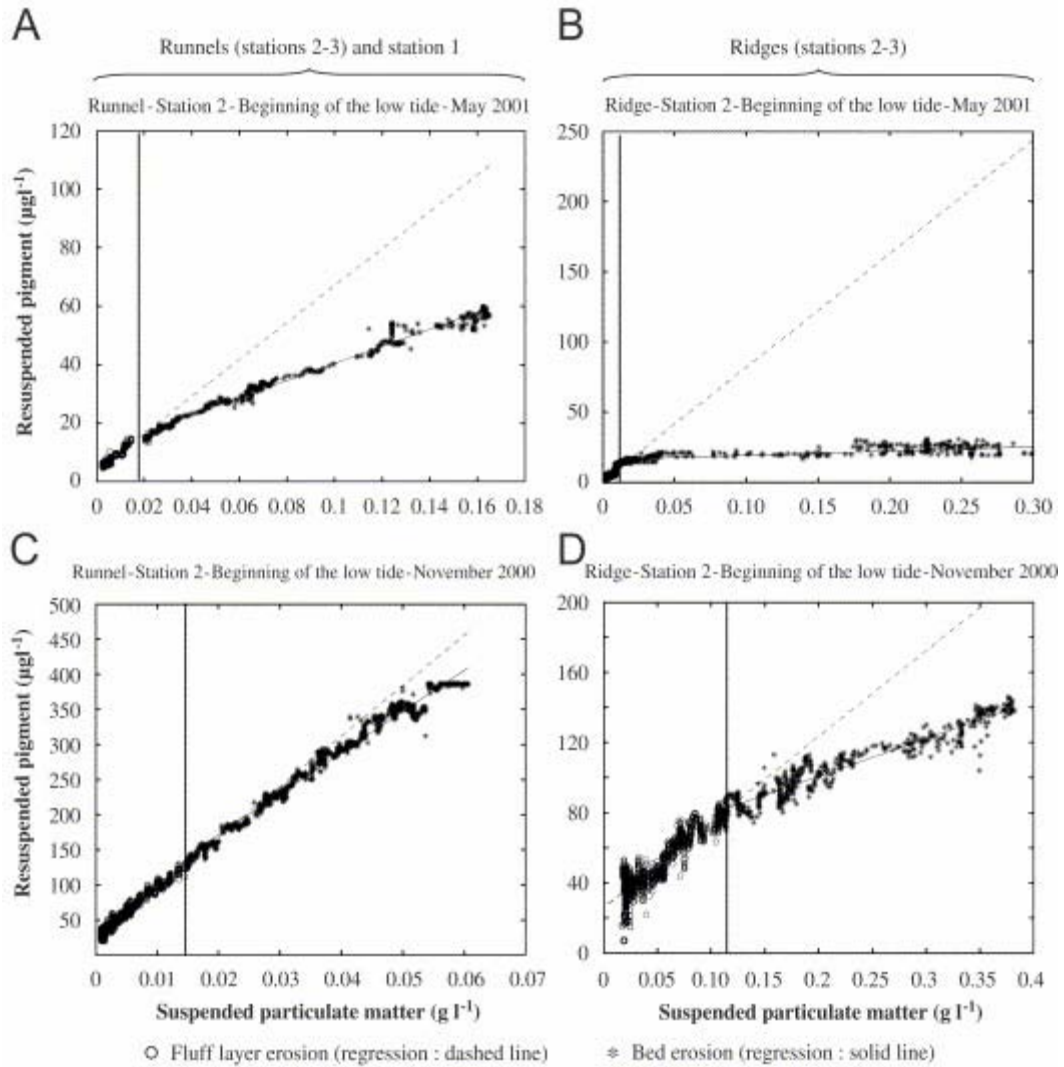 A
Runnels (stations 2-3) and station 1
Runnel-Station 2-Beginning of the low tide-May 2001
Resuspended pigment (µgl-1)
120
100
80
60
40
20
0
0 0.02 0.04 0.06 0.08 0.1 0.12 0.14 0.16 0.18
B
Ridges (stations 2-3)
Ridge-Station 2-Beginning of the low tide-May 2001
250
200
150
100
50
0
0 0.05 0.10 0.15 0.20 0.25 0.30
C
Runnel-Station 2-Beginning of the low tide-November 2000
Resuspended pigment (µgl-1)
500
450
400
350
300
250
200
150
100
50
0 0.01 0.02 0.03 0.04 0.05 0.06 0.07
Suspended particulate matter (g l-1)
D
Ridge-Station 2-Beginning of the low tide-November 2000
200
160
120
80
40
0
0 0.05 0.10 0.15 0.2 0.25 0.3 0.35 0.4
Suspended particulate matter (g l-1)
Fluff layer erosion (regression : dashed line)
Bed erosion (regression : solid line)